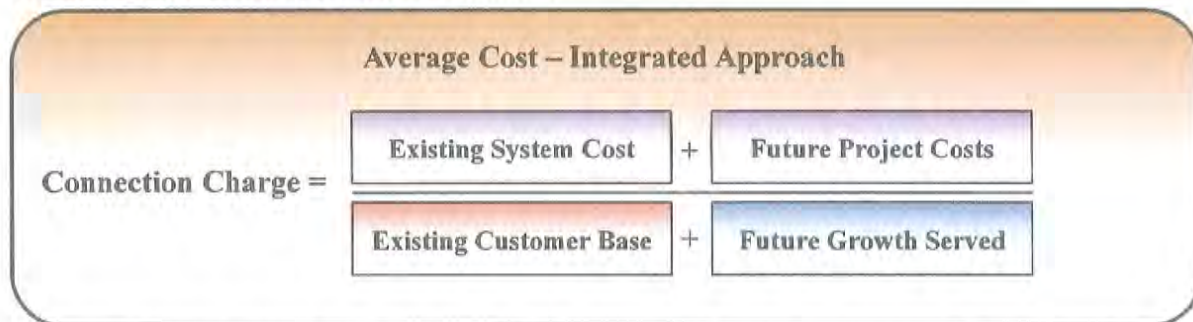 Average Cost – Integrated Approach
Connection Charge =
Existing System Cost + Future Project Costs
Existing Customer Base + Future Growth Served